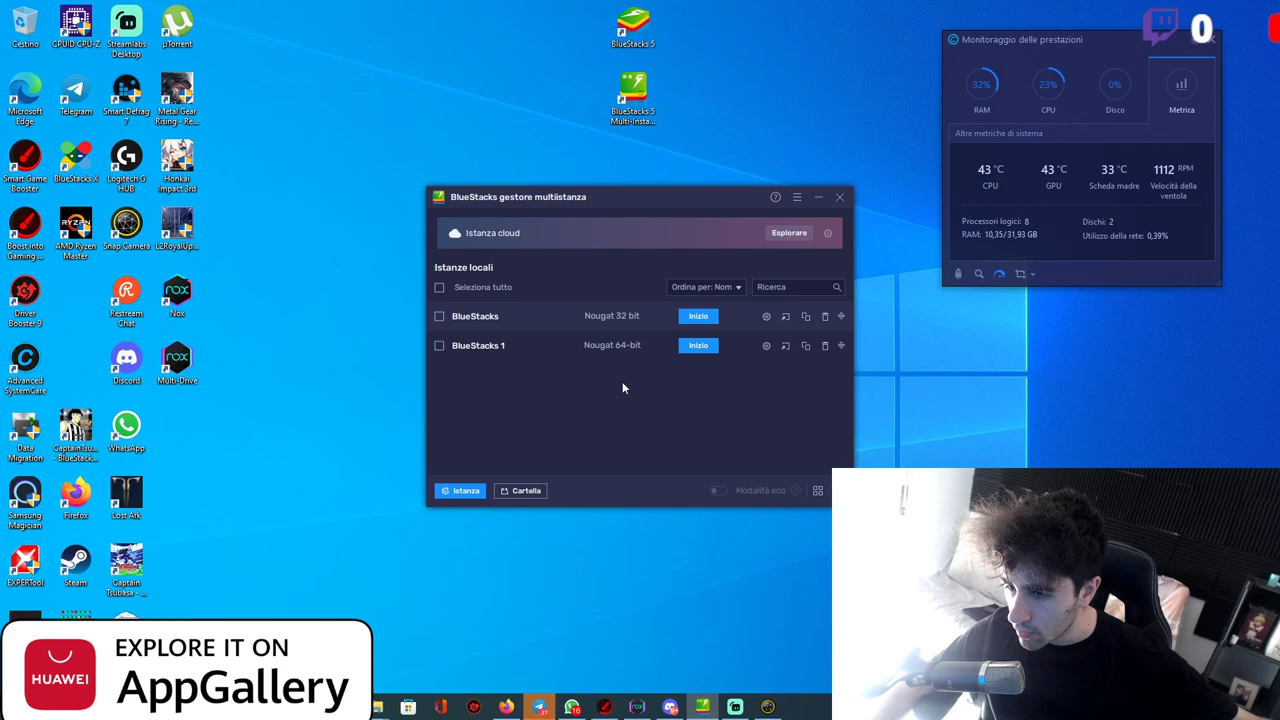 Cestino
CPUID CPU-Z
Streamlabs
Desktop
µTorrent
BlueStacks 5
Microsoft
Edge
Telegram
Smart Defrag
7
Metal Gear
Rising - Re...
BlueStacks 5
Multi-Insta...
Smart Game
Booster
BlueStacks X
Logitech G
HUB
Honkai
Impact 3rd
Boost into
Gaming ...
AMD Ryzen
Master
Snap Camera
L2RoyalUp...
Driver
Booster 9
Restream
Chat
Nox
Advanced
SystemCare
Discord
Multi-Drive
Data
Migration
CaptainTsu...
- BlueStack...
WhatsApp
Samsung
Magician
Firefox
Lost Ark
EXPERTool
Steam
Captain
Tsubasa - ...
0
Monitoraggio delle prestazioni
32%
RAM
23%
CPU
0%
Disco
Metrica
Altre metriche di sistema
43 °C
CPU
43 °C
GPU
33 °C
Scheda madre
1112 RPM
Velocità della
ventola
Processori logici: 8
Dischi: 2
RAM: 10,35/31,93 GB
Utilizzo della rete: 0,39%
BlueStacks gestore multiistanza
Istanza cloud
Esplorare
Istanze locali
Seleziona tutto
Ordina per: Nom
Ricerca
BlueStacks
Nougat 32 bit
Inizio
BlueStacks 1
Nougat 64-bit
Inizio
Istanza
Cartella
Modalità eco
HUAWEI
EXPLORE IT ON
AppGallery